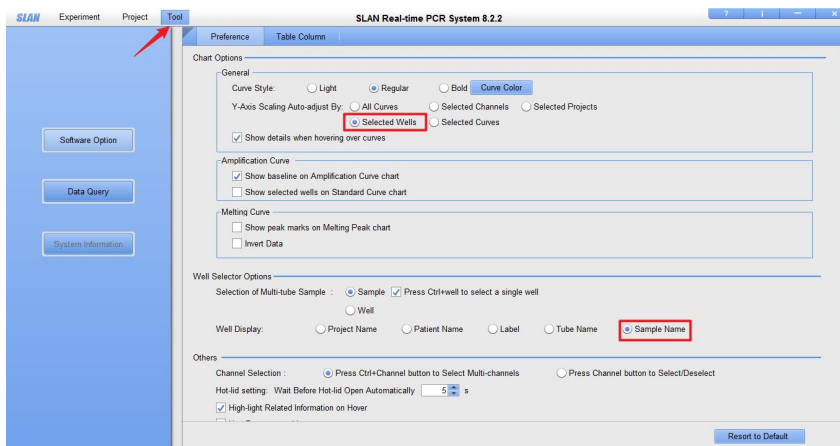 SLAN Experiment Project Tool SLAN Real-time PCR System 8.2.2 ? i — x
Preference Table Column
Chart Options
General
Curve Style: Light Regular Bold Curve Color
Y-Axis Scaling Auto-adjust By: All Curves Selected Channels Selected Projects
Selected Wells Selected Curves
Show details when hovering over curves
Software Option
Amplification Curve
Show baseline on Amplification Curve chart
Data Query
Show selected wells on Standard Curve chart
Melting Curve
Show peak marks on Melting Peak chart
System Information
Invert Data
Well Selector Options
Selection of Multi-tube Sample : Sample Press Ctrl+well to select a single well
Well
Well Display: Project Name Patient Name Label Tube Name Sample Name
Others
Channel Selection : Press Ctrl+Channel button to Select Multi-channels Press Channel button to Select/Deselect
Hot-lid setting: Wait Before Hot-lid Open Automatically 5 s
High-light Related Information on Hover
Resort to Default